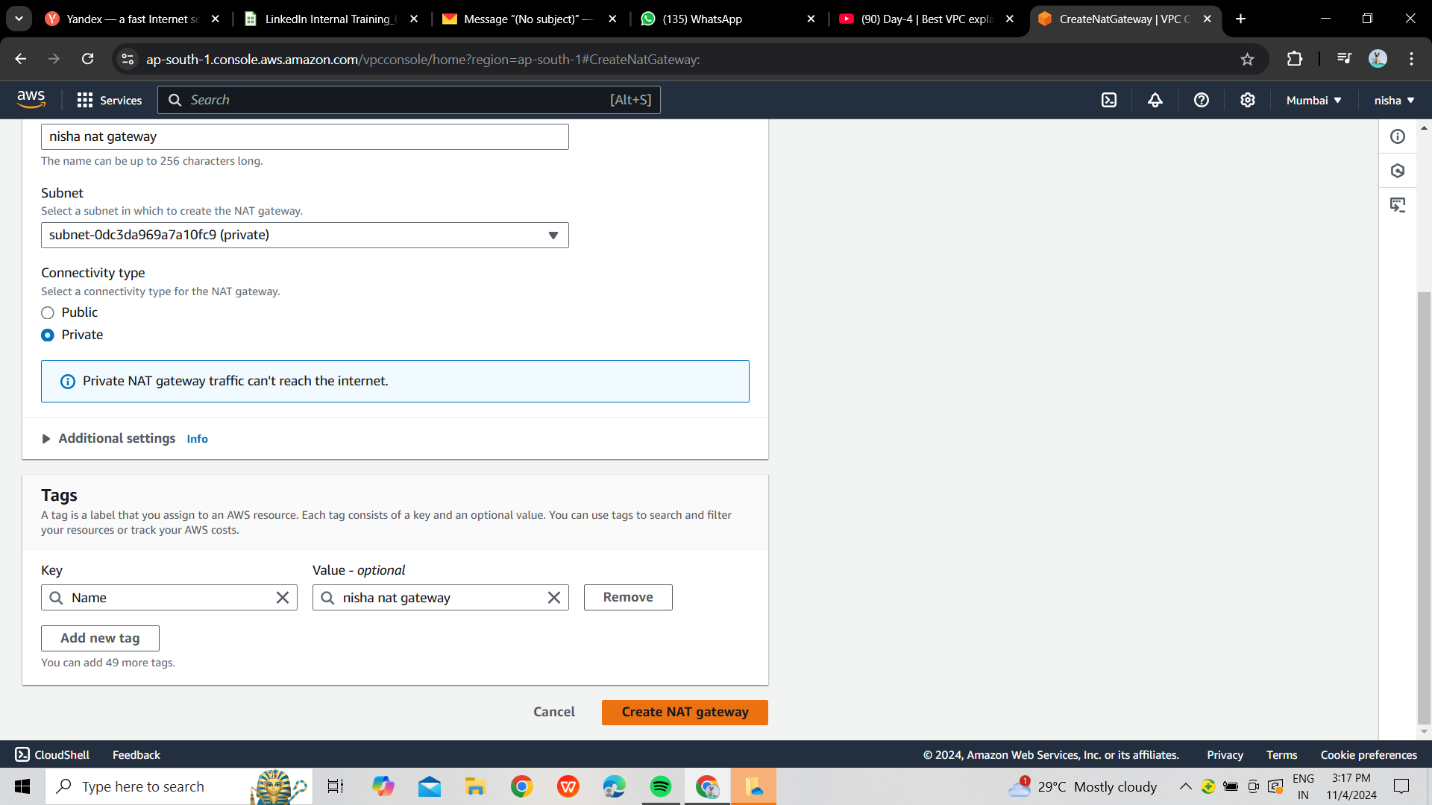 Yandex — a fast Internet se
LinkedIn Internal Training_
Message "(No subject)" —
(135) WhatsApp
(90) Day-4 | Best VPC expla
CreateNatGateway | VPC C
ap-south-1.console.aws.amazon.com/vpcconsole/home?region=ap-south-1#CreateNatGateway:
aws
Services
Search
[Alt+S]
Mumbai
nisha
nisha nat gateway
The name can be up to 256 characters long.
Subnet
Select a subnet in which to create the NAT gateway.
subnet-0dc3da969a7a10fc9 (private)
Connectivity type
Select a connectivity type for the NAT gateway.
Public
Private
Private NAT gateway traffic can't reach the internet.
Additional settings Info
Tags
A tag is a label that you assign to an AWS resource. Each tag consists of a key and an optional value. You can use tags to search and filter
your resources or track your AWS costs.
Key
Value - optional
Name
nisha nat gateway
Remove
Add new tag
You can add 49 more tags.
Cancel
Create NAT gateway
CloudShell
Feedback
© 2024, Amazon Web Services, Inc. or its affiliates.
Privacy
Terms
Cookie preferences
Type here to search
1
29°C Mostly cloudy
ENG
IN
3:17 PM
11/4/2024